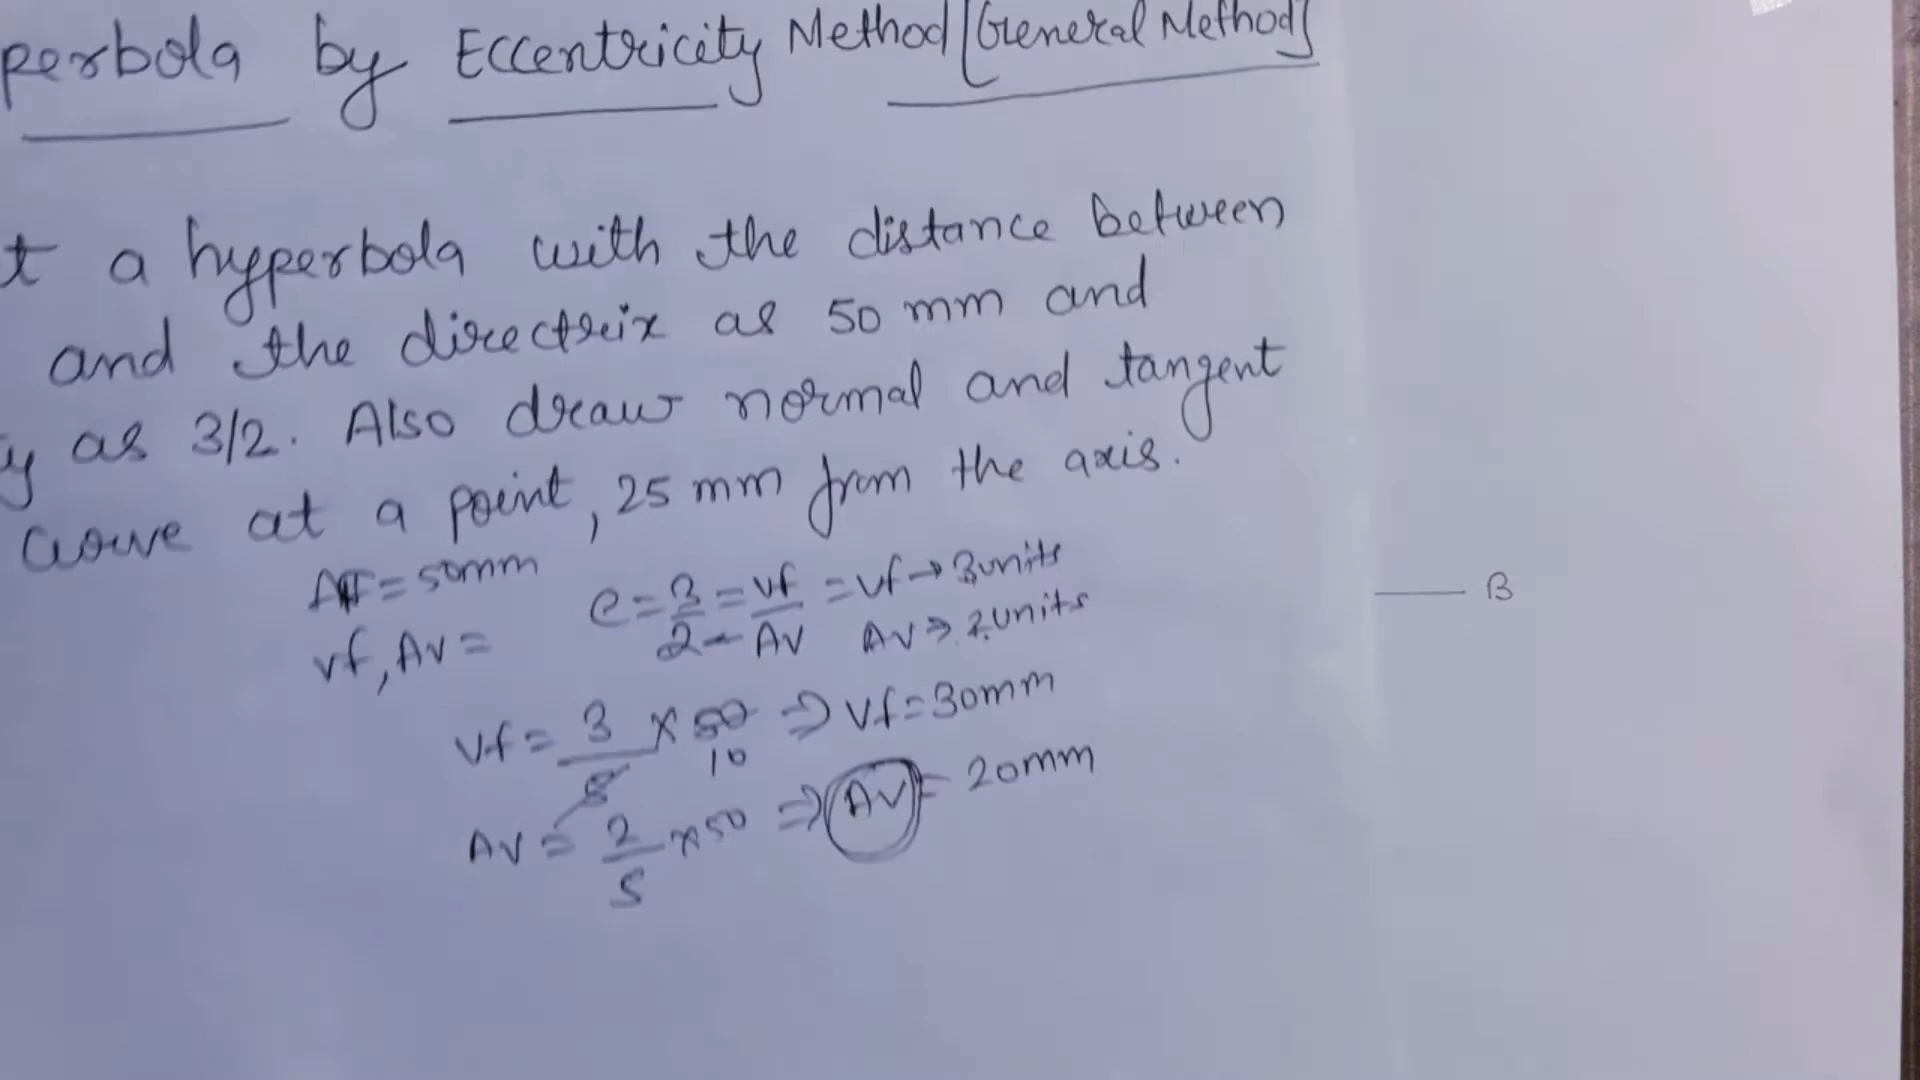 perbola by Eccentricity Method [General Method]
t a hyperbola with the distance between
and the directrix as 50 mm and
y as 3/2. Also draw normal and tangent
curve at a point, 25 mm from the axis.
AF = 50mm
e = 3/2 = vf/AV = vf → 3units
vf, AV =
AV → 2units
vf = 3/5 x 50 10 ⇒ vf = 30mm
AV = 2/5 x 50 ⇒ AV = 20mm
B